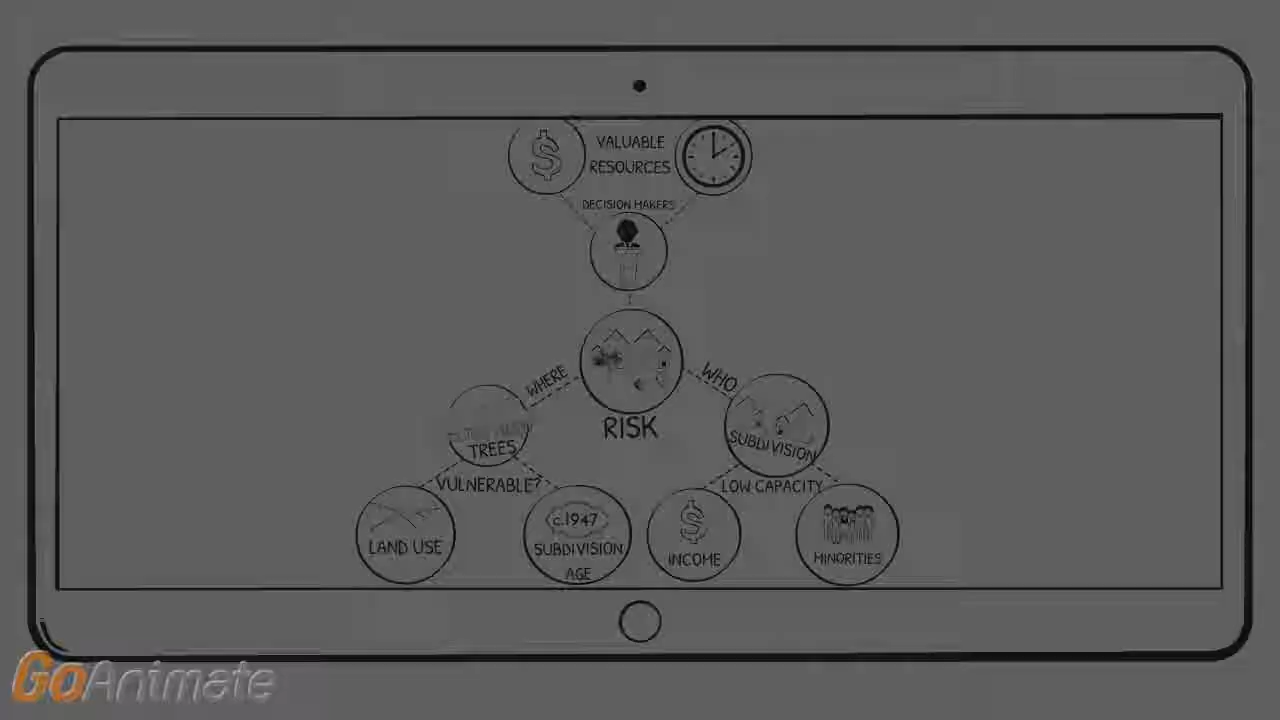 VALUABLE
RESOURCES
DECISION MAKERS
WHERE
WHO
RISK
TREES
SUBDIVISION
VULNERABLE?
LOW CAPACITY
LAND USE
c.1947
SUBDIVISION
AGE
INCOME
MINORITIES
GoAnimate